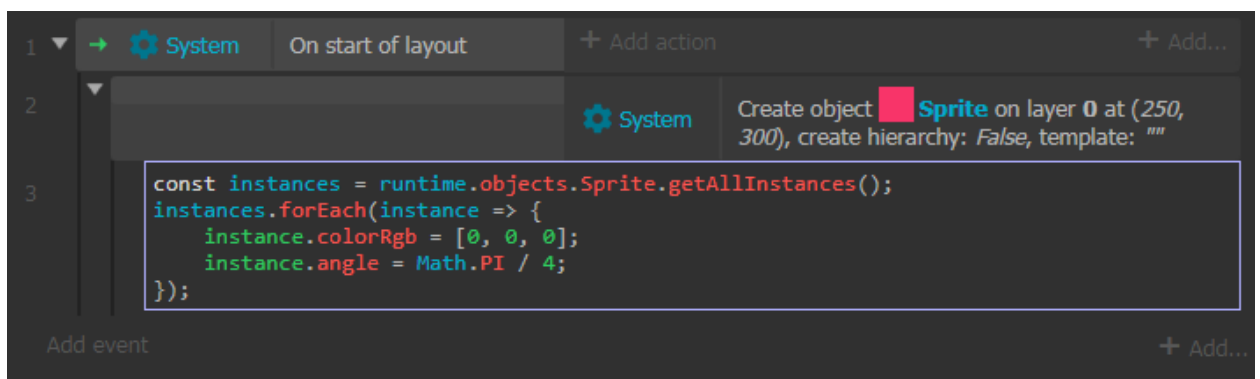 1 System On start of layout + Add action + Add...
2 System Create object Sprite on layer 0 at (250,
300), create hierarchy: False, template: ""
3 const instances = runtime.objects.Sprite.getAllInstances();
instances.forEach(instance => {
    instance.colorRgb = [0, 0, 0];
    instance.angle = Math.PI / 4;
});
Add event + Add...